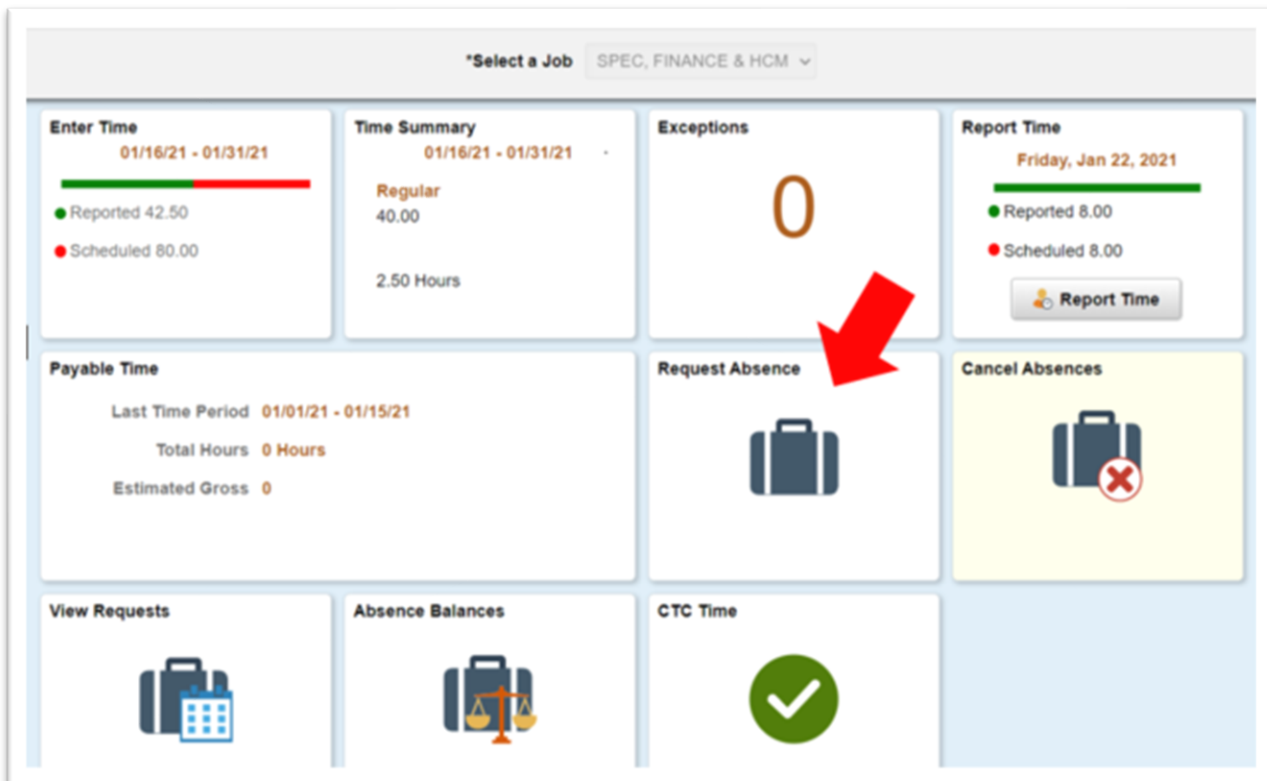 *Select a Job SPEC, FINANCE & HCM
Enter Time
01/16/21 - 01/31/21
Reported 42.50
Scheduled 80.00
Time Summary
01/16/21 - 01/31/21
Regular
40.00
2.50 Hours
Exceptions
0
Report Time
Friday, Jan 22, 2021
Reported 8.00
Scheduled 8.00
Report Time
Payable Time
Last Time Period 01/01/21 - 01/15/21
Total Hours 0 Hours
Estimated Gross 0
Request Absence
Cancel Absences
View Requests
Absence Balances
CTC Time